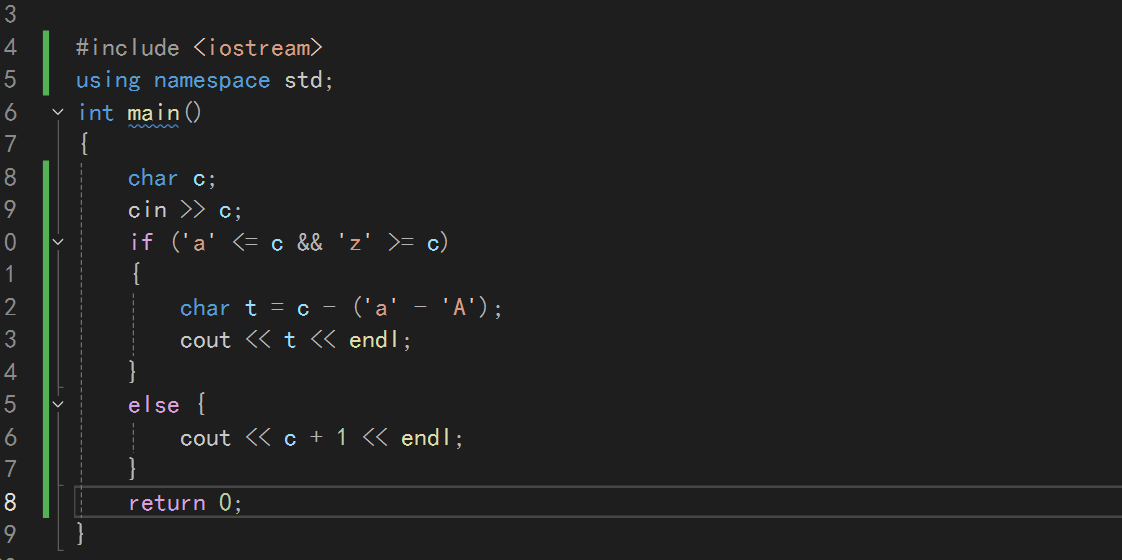 3
4 #include <iostream>
5 using namespace std;
6 int main()
7 {
8 char c;
9 cin >> c;
0 if ('a' <= c && 'z' >= c)
1 {
2 char t = c - ('a' - 'A');
3 cout << t << endl;
4 }
5 else {
6 cout << c + 1 << endl;
7 }
8 return 0;
9 }